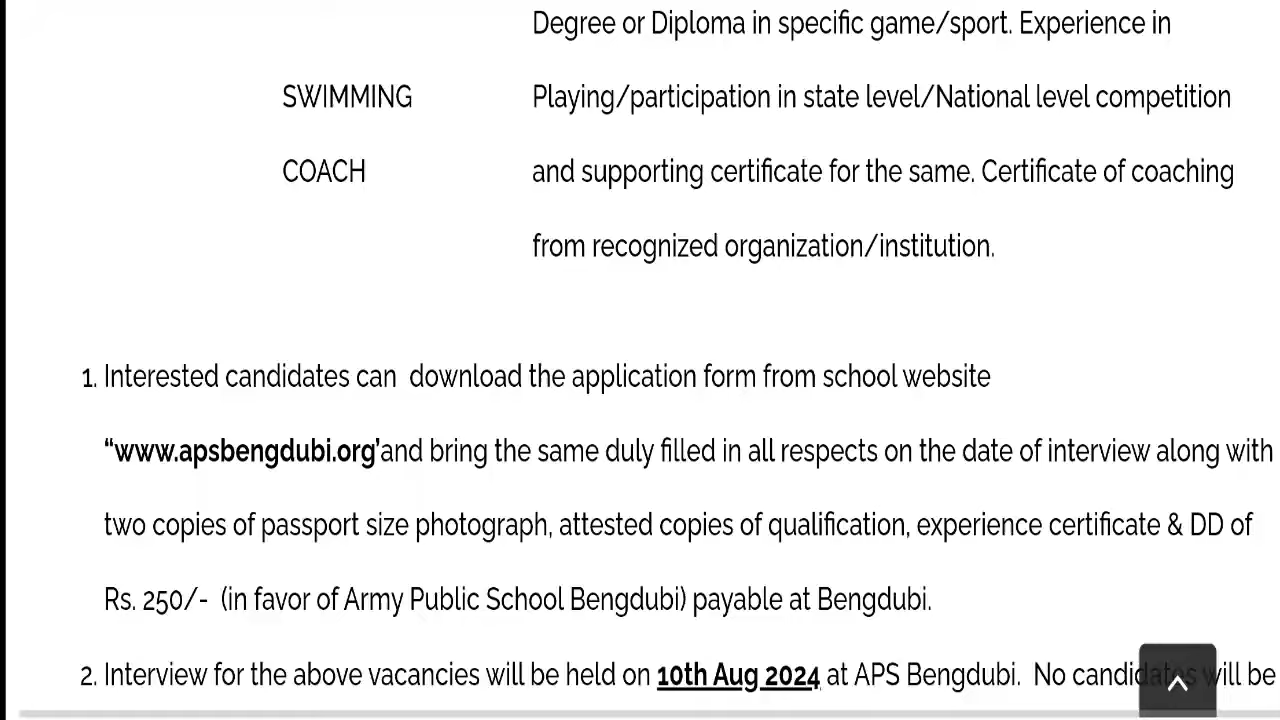 Degree or Diploma in specific game/sport. Experience in
SWIMMING Playing/participation in state level/National level competition
COACH and supporting certificate for the same. Certificate of coaching
from recognized organization/institution.
1. Interested candidates can download the application form from school website
“www.apsbengdubi.org’and bring the same duly filled in all respects on the date of interview along with
two copies of passport size photograph, attested copies of qualification, experience certificate & DD of
Rs. 250/- (in favor of Army Public School Bengdubi) payable at Bengdubi.
2. Interview for the above vacancies will be held on 10th Aug 2024 at APS Bengdubi. No candidates will be